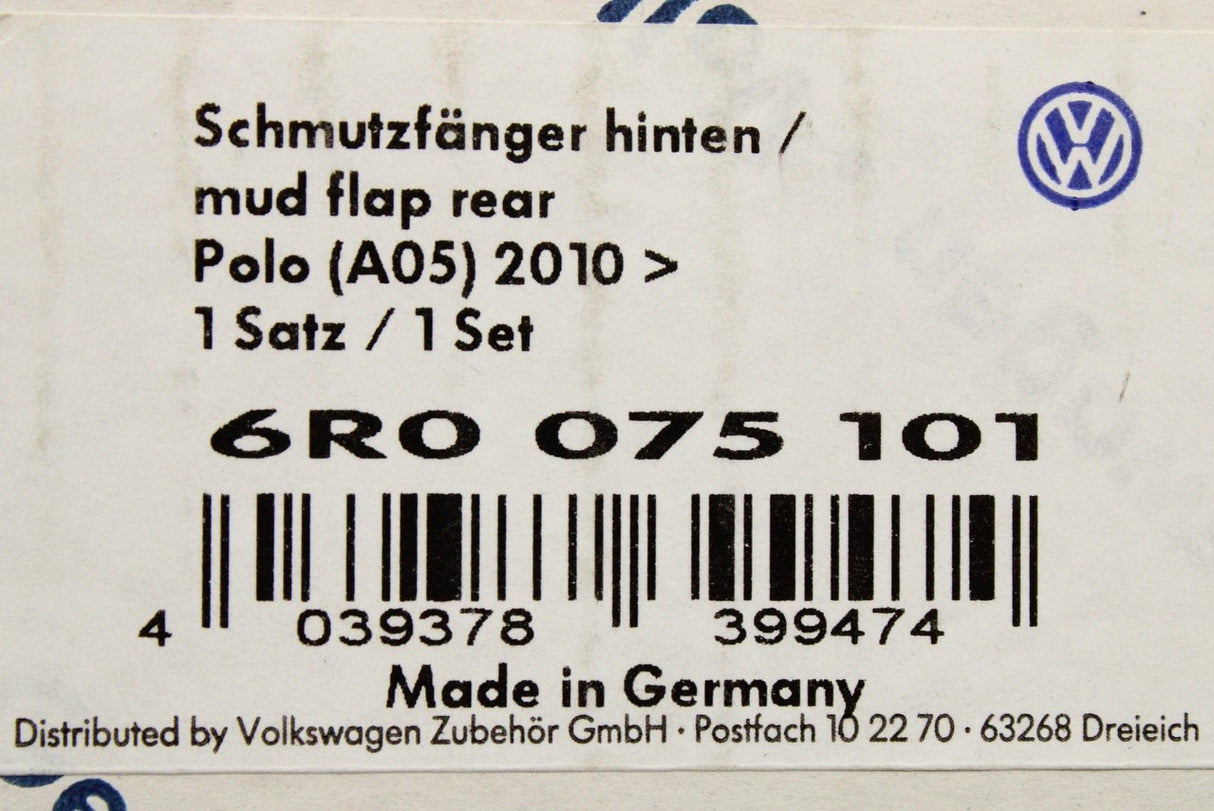 Schmutzfänger hinten /
mud flap rear
Polo (A05) 2010 >
1 Satz / 1 Set
6R0 075 101
4 039378 399474
Made in Germany
Distributed by Volkswagen Zubehör GmbH · Postfach 10 22 70 · 63268 Dreieich